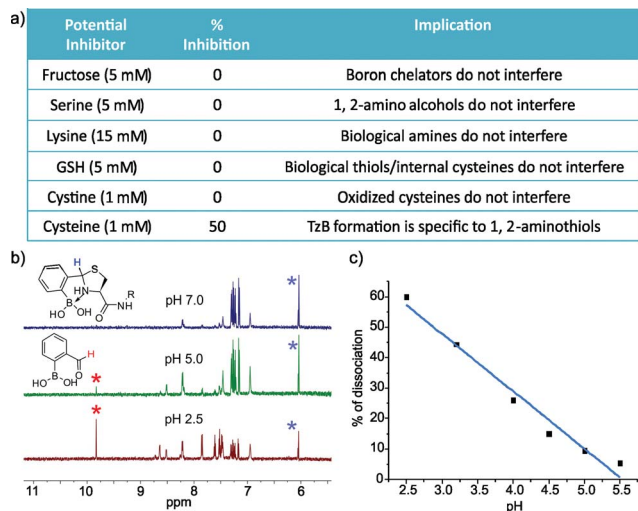 a)
Potential Inhibitor % Inhibition Implication
Fructose (5 mM) 0 Boron chelators do not interfere
Serine (5 mM) 0 1, 2-amino alcohols do not interfere
Lysine (15 mM) 0 Biological amines do not interfere
GSH (5 mM) 0 Biological thiols/internal cysteines do not interfere
Cystine (1 mM) 0 Oxidized cysteines do not interfere
Cysteine (1 mM) 50 TzB formation is specific to 1, 2-aminothiols
b)
H S
NH R
B N
HO OH O H
pH 7.0
*
H
O
B
HO OH
pH 5.0
* *
pH 2.5
* *
11 10 9 8 7 6
ppm
c)
% of dissociation
60
50
40
30
20
10
0
2.5 3.0 3.5 4.0 4.5 5.0 5.5
pH